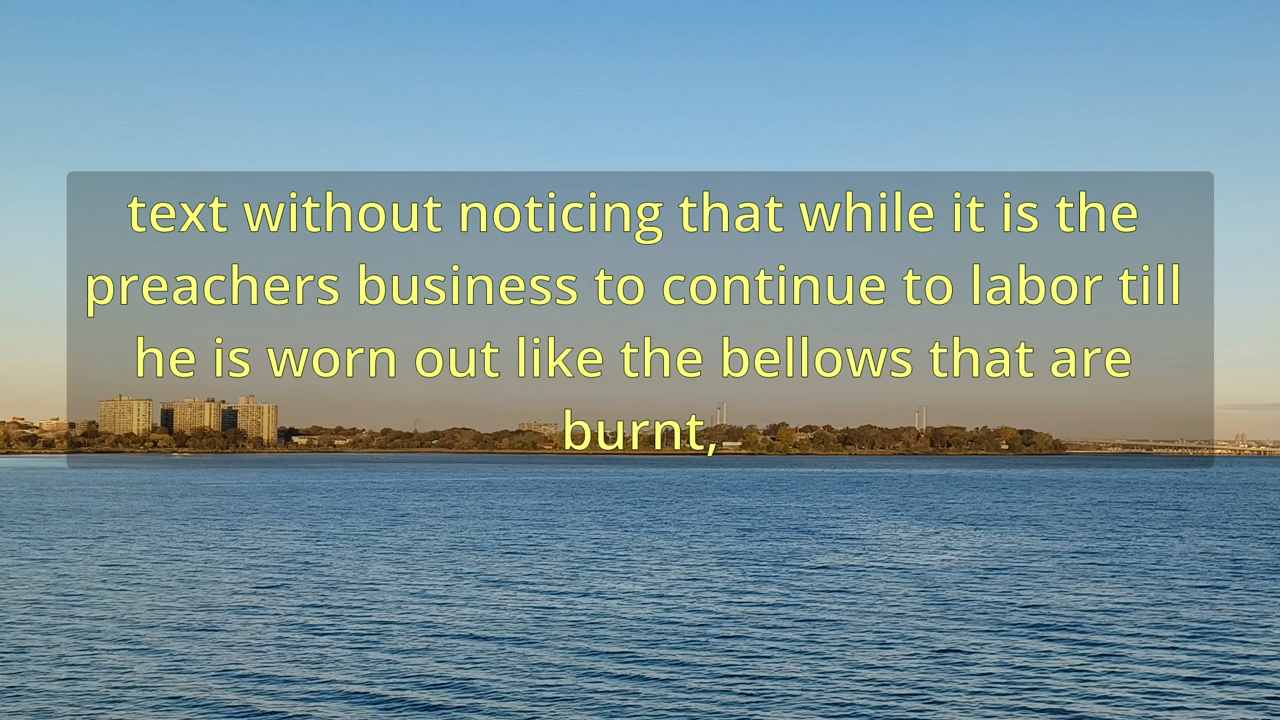 text without noticing that while it is the
preachers business to continue to labor till
he is worn out like the bellows that are
burnt,